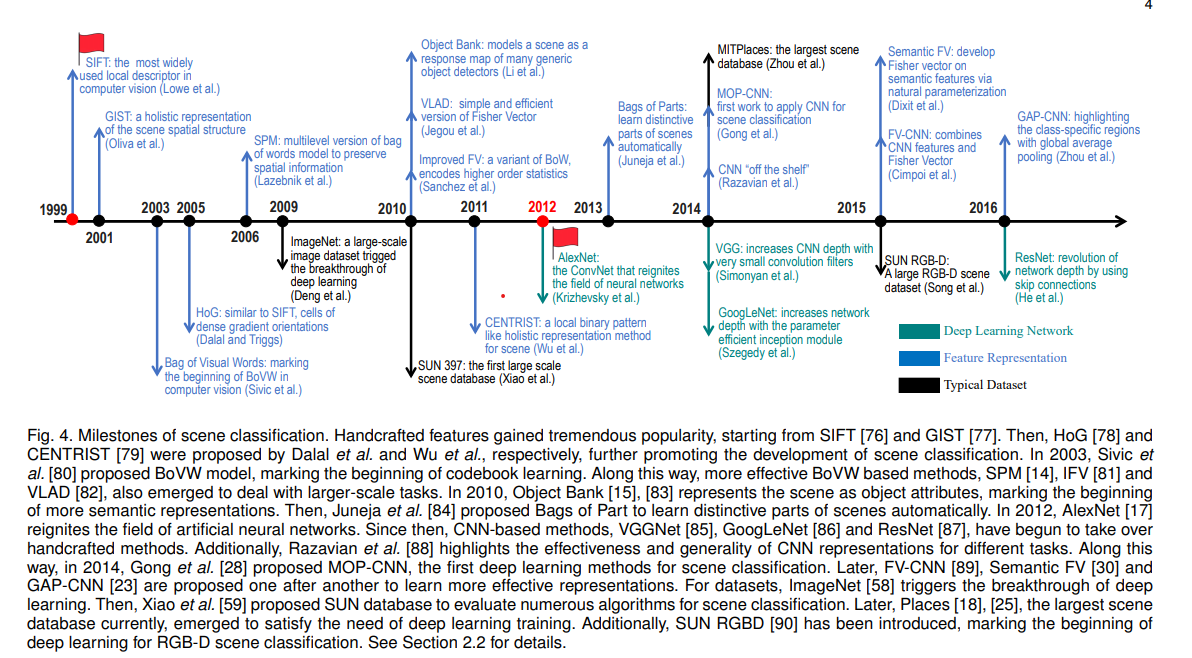 4
SIFT: the most widely
used local descriptor in
computer vision (Lowe et al.)
GIST: a holistic representation
of the scene spatial structure
(Oliva et al.)
SPM: multilevel version of bag
of words model to preserve
spatial information
(Lazebnik et al.)
Object Bank: models a scene as a
response map of many generic
object detectors (Li et al.)
VLAD: simple and efficient
version of Fisher Vector
(Jegou et al.)
Improved FV: a variant of BoW,
encodes higher order statistics
(Sanchez et al.)
Bags of Parts:
learn distinctive
parts of scenes
automatically
(Juneja et al.)
MITPlaces: the largest scene
database (Zhou et al.)
MOP-CNN:
first work to apply CNN for
scene classification
(Gong et al.)
CNN “off the shelf”
(Razavian et al.)
Semantic FV: develop
Fisher vector on
semantic features via
natural parameterization
(Dixit et al.)
FV-CNN: combines
CNN features and
Fisher Vector
(Cimpoi et al.)
GAP-CNN: highlighting
the class-specific regions
with global average
pooling (Zhou et al.)
1999
2001
2003
2005
2006
2009
2010
2011
2012
2013
2014
2015
2016
ImageNet: a large-scale
image dataset trigged
the breakthrough of
deep learning
(Deng et al.)
HoG: similar to SIFT, cells of
dense gradient orientations
(Dalal and Triggs)
Bag of Visual Words: marking
the beginning of BoVW in
computer vision (Sivic et al.)
SUN 397: the first large scale
scene database (Xiao et al.)
CENTRIST: a local binary pattern
like holistic representation method
for scene (Wu et al.)
AlexNet:
the ConvNet that reignites
the field of neural networks
(Krizhevsky et al.)
VGG: increases CNN depth with
very small convolution filters
(Simonyan et al.)
GoogLeNet: increases network
depth with the parameter
efficient inception module
(Szegedy et al.)
SUN RGB-D:
A large RGB-D scene
dataset (Song et al.)
ResNet: revolution of
network depth by using
skip connections
(He et al.)
Deep Learning Network
Feature Representation
Typical Dataset
Fig. 4. Milestones of scene classification. Handcrafted features gained tremendous popularity, starting from SIFT [76] and GIST [77]. Then, HoG [78] and
CENTRIST [79] were proposed by Dalal et al. and Wu et al., respectively, further promoting the development of scene classification. In 2003, Sivic et
al. [80] proposed BoVW model, marking the beginning of codebook learning. Along this way, more effective BoVW based methods, SPM [14], IFV [81] and
VLAD [82], also emerged to deal with larger-scale tasks. In 2010, Object Bank [15], [83] represents the scene as object attributes, marking the beginning
of more semantic representations. Then, Juneja et al. [84] proposed Bags of Part to learn distinctive parts of scenes automatically. In 2012, AlexNet [17]
reignites the field of artificial neural networks. Since then, CNN-based methods, VGGNet [85], GoogLeNet [86] and ResNet [87], have begun to take over
handcrafted methods. Additionally, Razavian et al. [88] highlights the effectiveness and generality of CNN representations for different tasks. Along this
way, in 2014, Gong et al. [28] proposed MOP-CNN, the first deep learning methods for scene classification. Later, FV-CNN [89], Semantic FV [30] and
GAP-CNN [23] are proposed one after another to learn more effective representations. For datasets, ImageNet [58] triggers the breakthrough of deep
learning. Then, Xiao et al. [59] proposed SUN database to evaluate numerous algorithms for scene classification. Later, Places [18], [25], the largest scene
database currently, emerged to satisfy the need of deep learning training. Additionally, SUN RGBD [90] has been introduced, marking the beginning of
deep learning for RGB-D scene classification. See Section 2.2 for details.